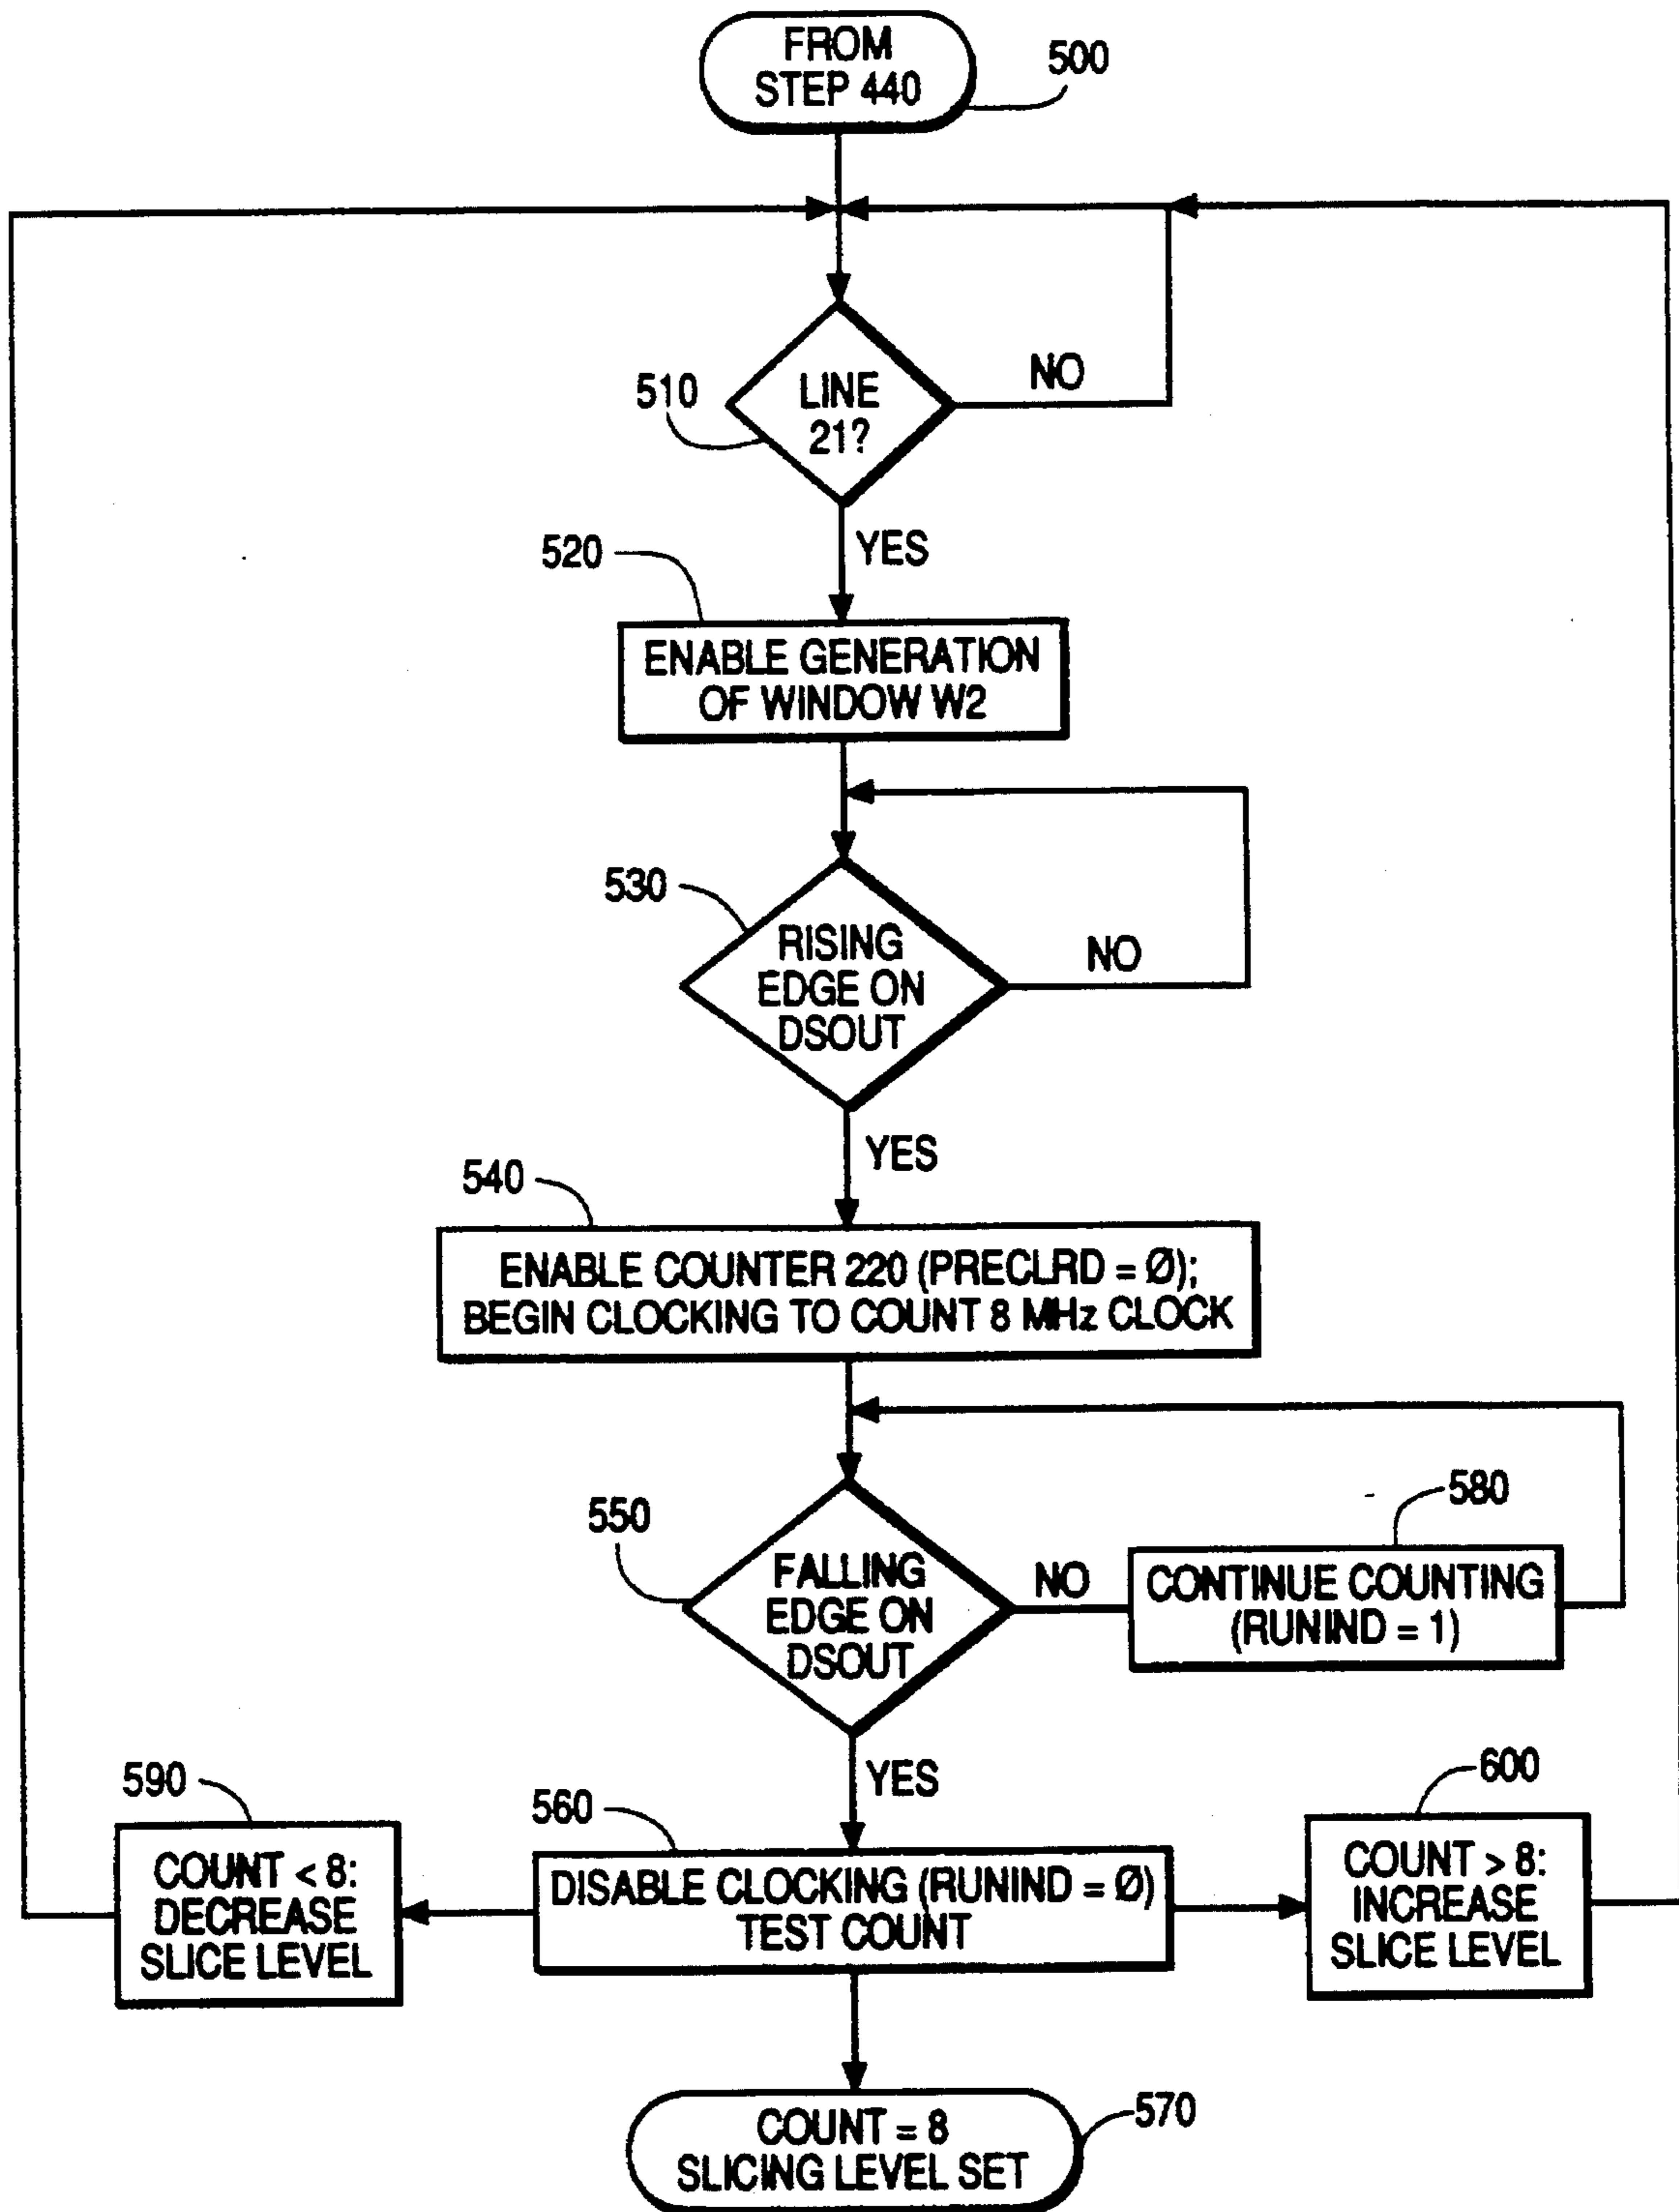 FROM
STEP 440
500
510
LINE
21?
NO
YES
520
ENABLE GENERATION
OF WINDOW W2
530
RISING
EDGE ON
DSOUT
NO
YES
540
ENABLE COUNTER 220 (PRECLRD = Ø);
BEGIN CLOCKING TO COUNT 8 MHz CLOCK
550
FALLING
EDGE ON
DSOUT
NO
580
CONTINUE COUNTING
(RUNIND = 1)
YES
590
COUNT < 8:
DECREASE
SLICE LEVEL
560
DISABLE CLOCKING (RUNIND = Ø)
TEST COUNT
600
COUNT > 8:
INCREASE
SLICE LEVEL
COUNT = 8
SLICING LEVEL SET
570